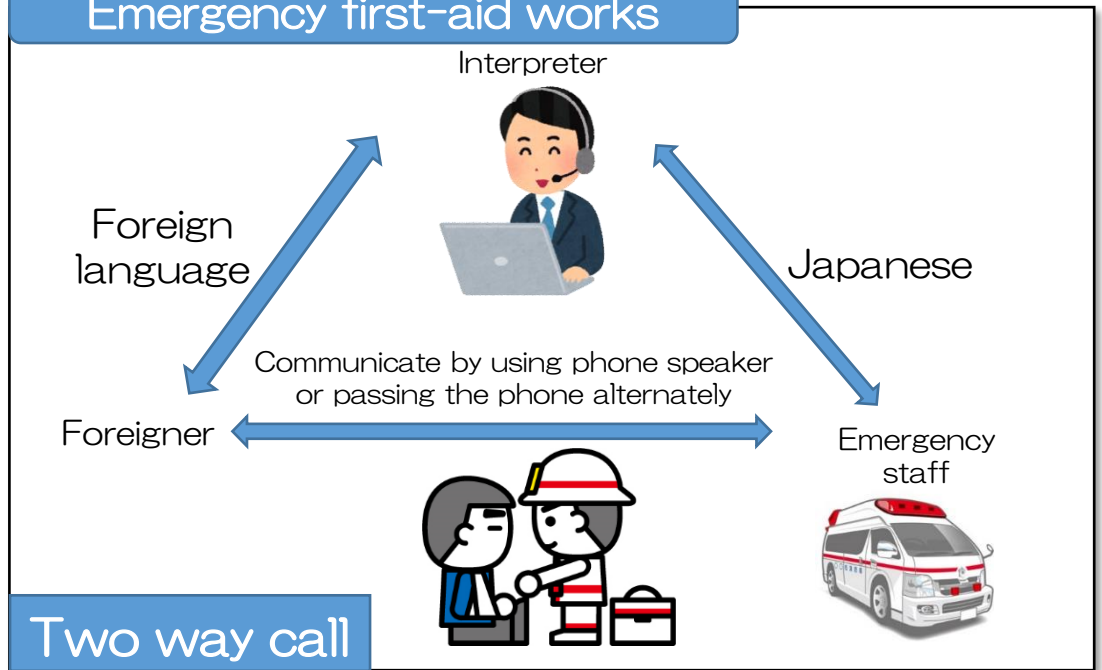 Emergency first-aid works
Interpreter
Foreign
language
Japanese
Communicate by using phone speaker
or passing the phone alternately
Foreigner
Emergency
staff
Two way call